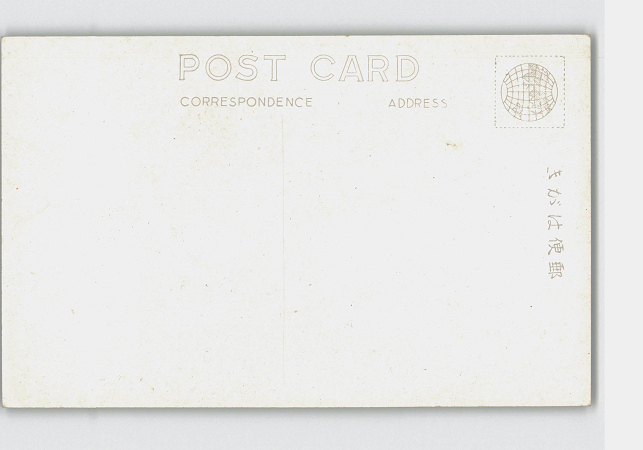 POST CARD
CORRESPONDENCE ADDRESS
きがは便郵